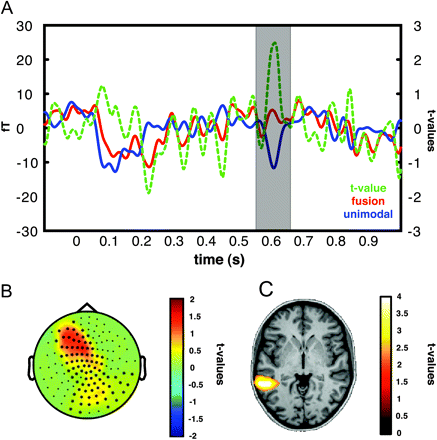 A
30
20
10
0
-10
-20
-30
fT
3
2
1
0
-1
-2
-3
t-values
t-value
fusion
unimodal
0 0.1 0.2 0.3 0.4 0.5 0.6 0.7 0.8 0.9
time (s)
B
2
1.5
1
0.5
0
-0.5
-1
-1.5
-2
t-values
C
4
3.5
3
2.5
2
1.5
1
0.5
0
t-values